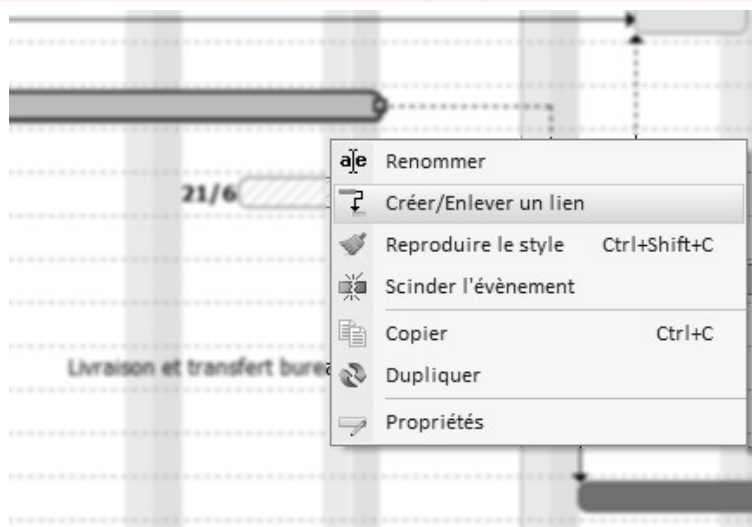 Renommer
21/6
Créer/Enlever un lien
Reproduire le style Ctrl+Shift+C
Scinder l'évènement
Copier Ctrl+C
Livraison et transfert
Dupliquer
Propriétés